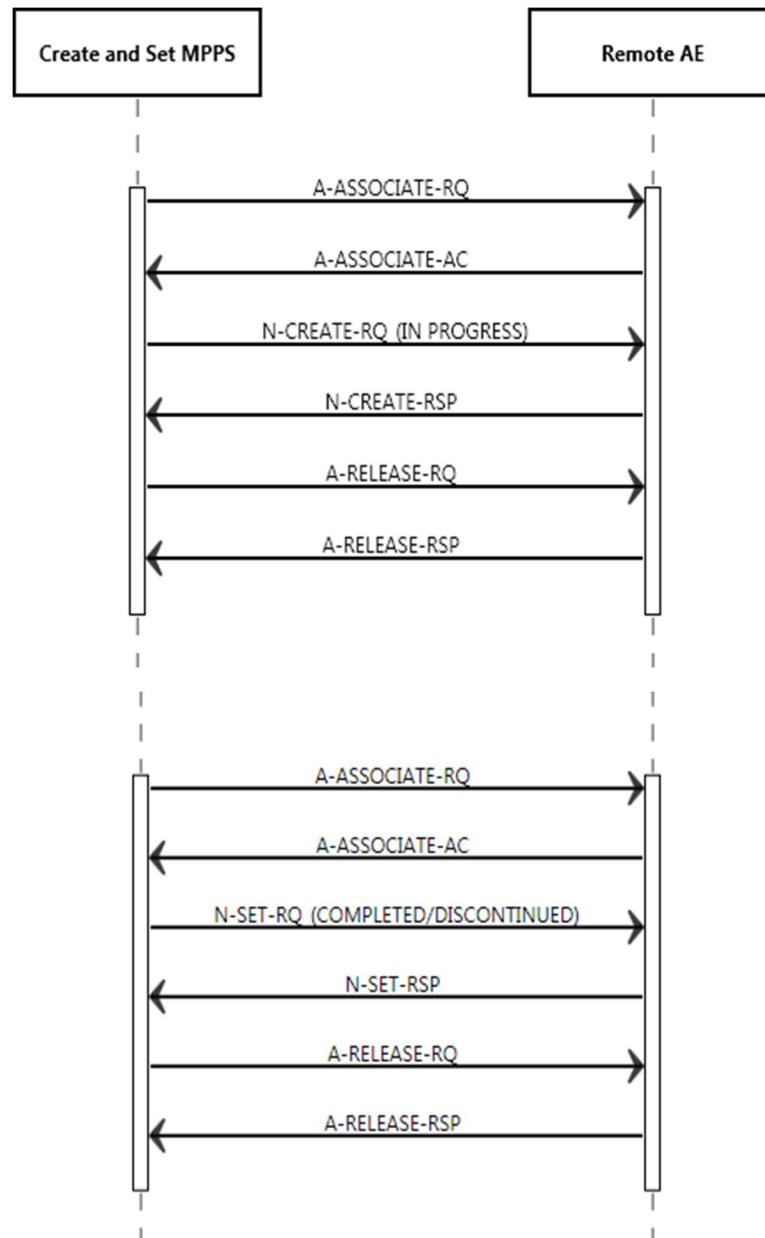 Create and Set MPPS
Remote AE
A-ASSOCIATE-RQ
A-ASSOCIATE-AC
N-CREATE-RQ (IN PROGRESS)
N-CREATE-RSP
A-RELEASE-RQ
A-RELEASE-RSP
A-ASSOCIATE-RQ
A-ASSOCIATE-AC
N-SET-RQ (COMPLETED/DISCONTINUED)
N-SET-RSP
A-RELEASE-RQ
A-RELEASE-RSP